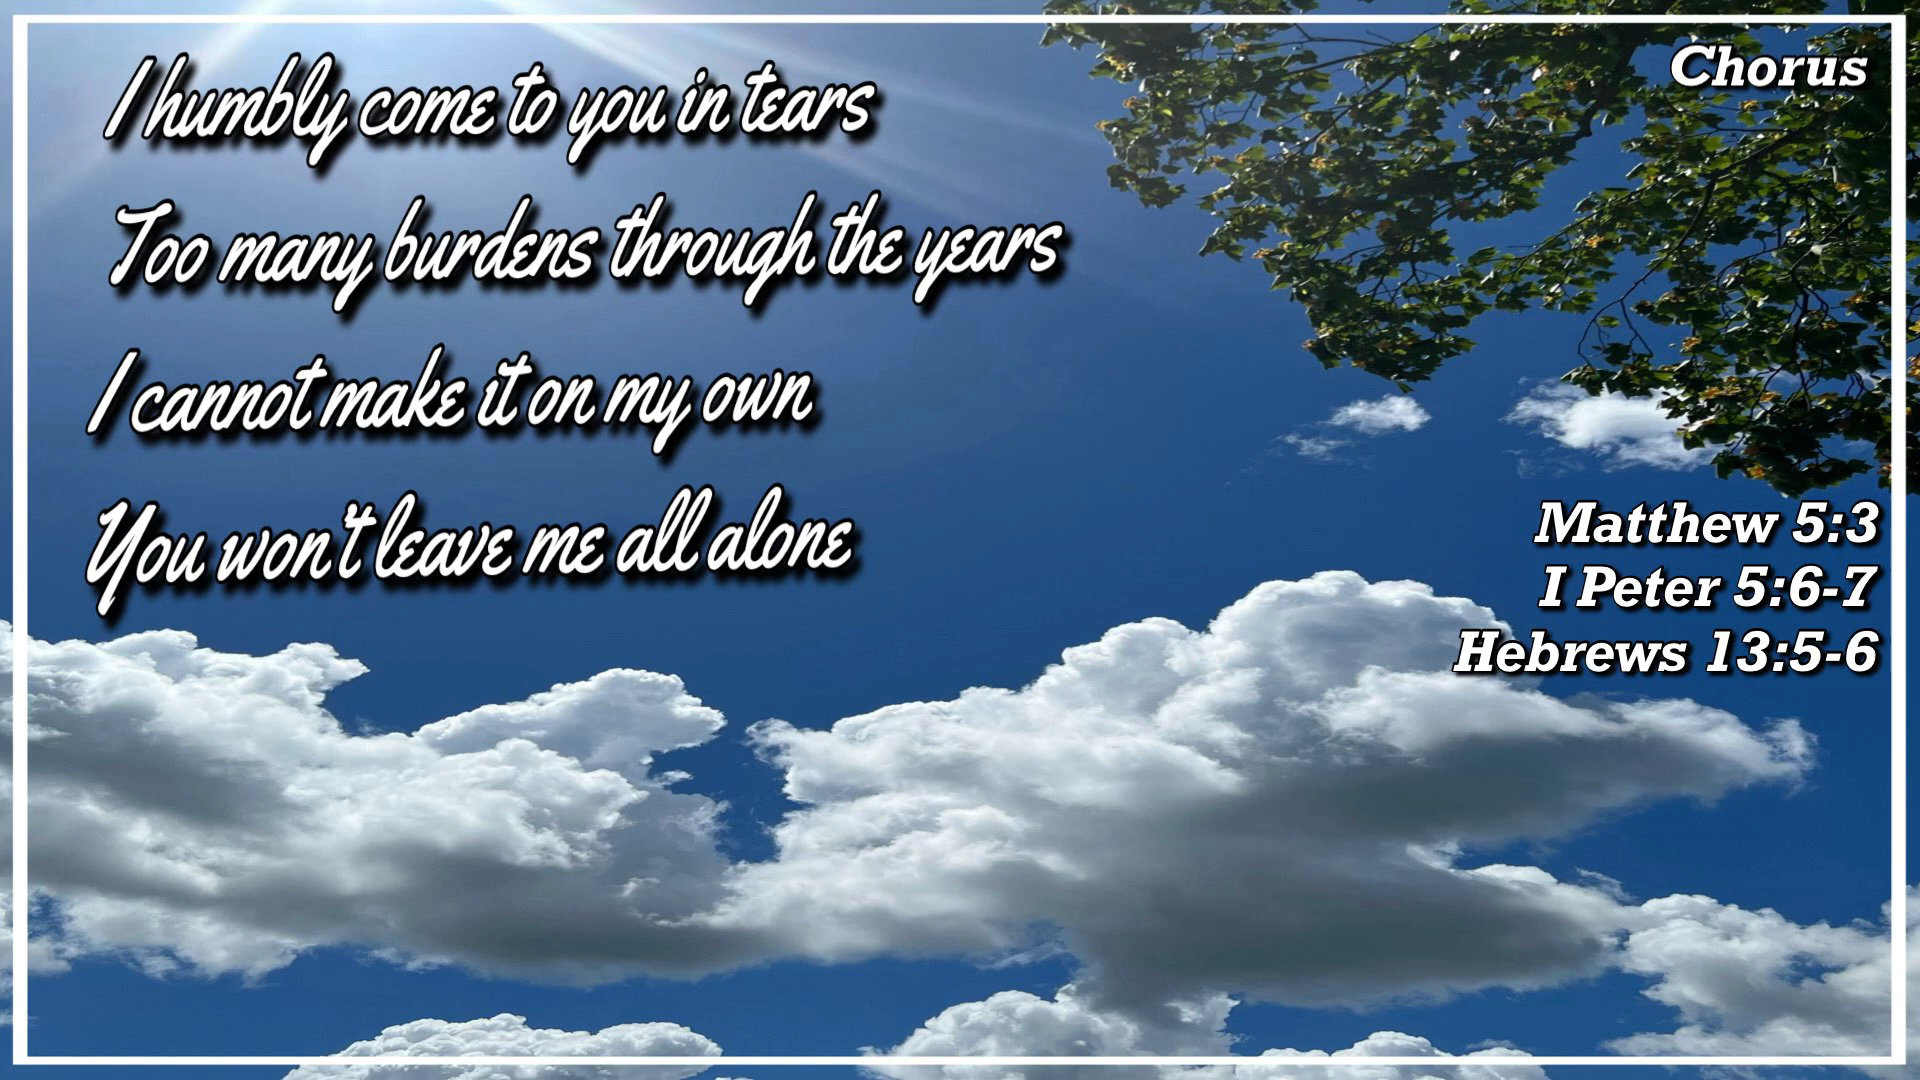 Chorus
I humbly come to you in tears
Too many burdens through the years
I cannot make it on my own
You won't leave me all alone
Matthew 5:3
I Peter 5:6-7
Hebrews 13:5-6